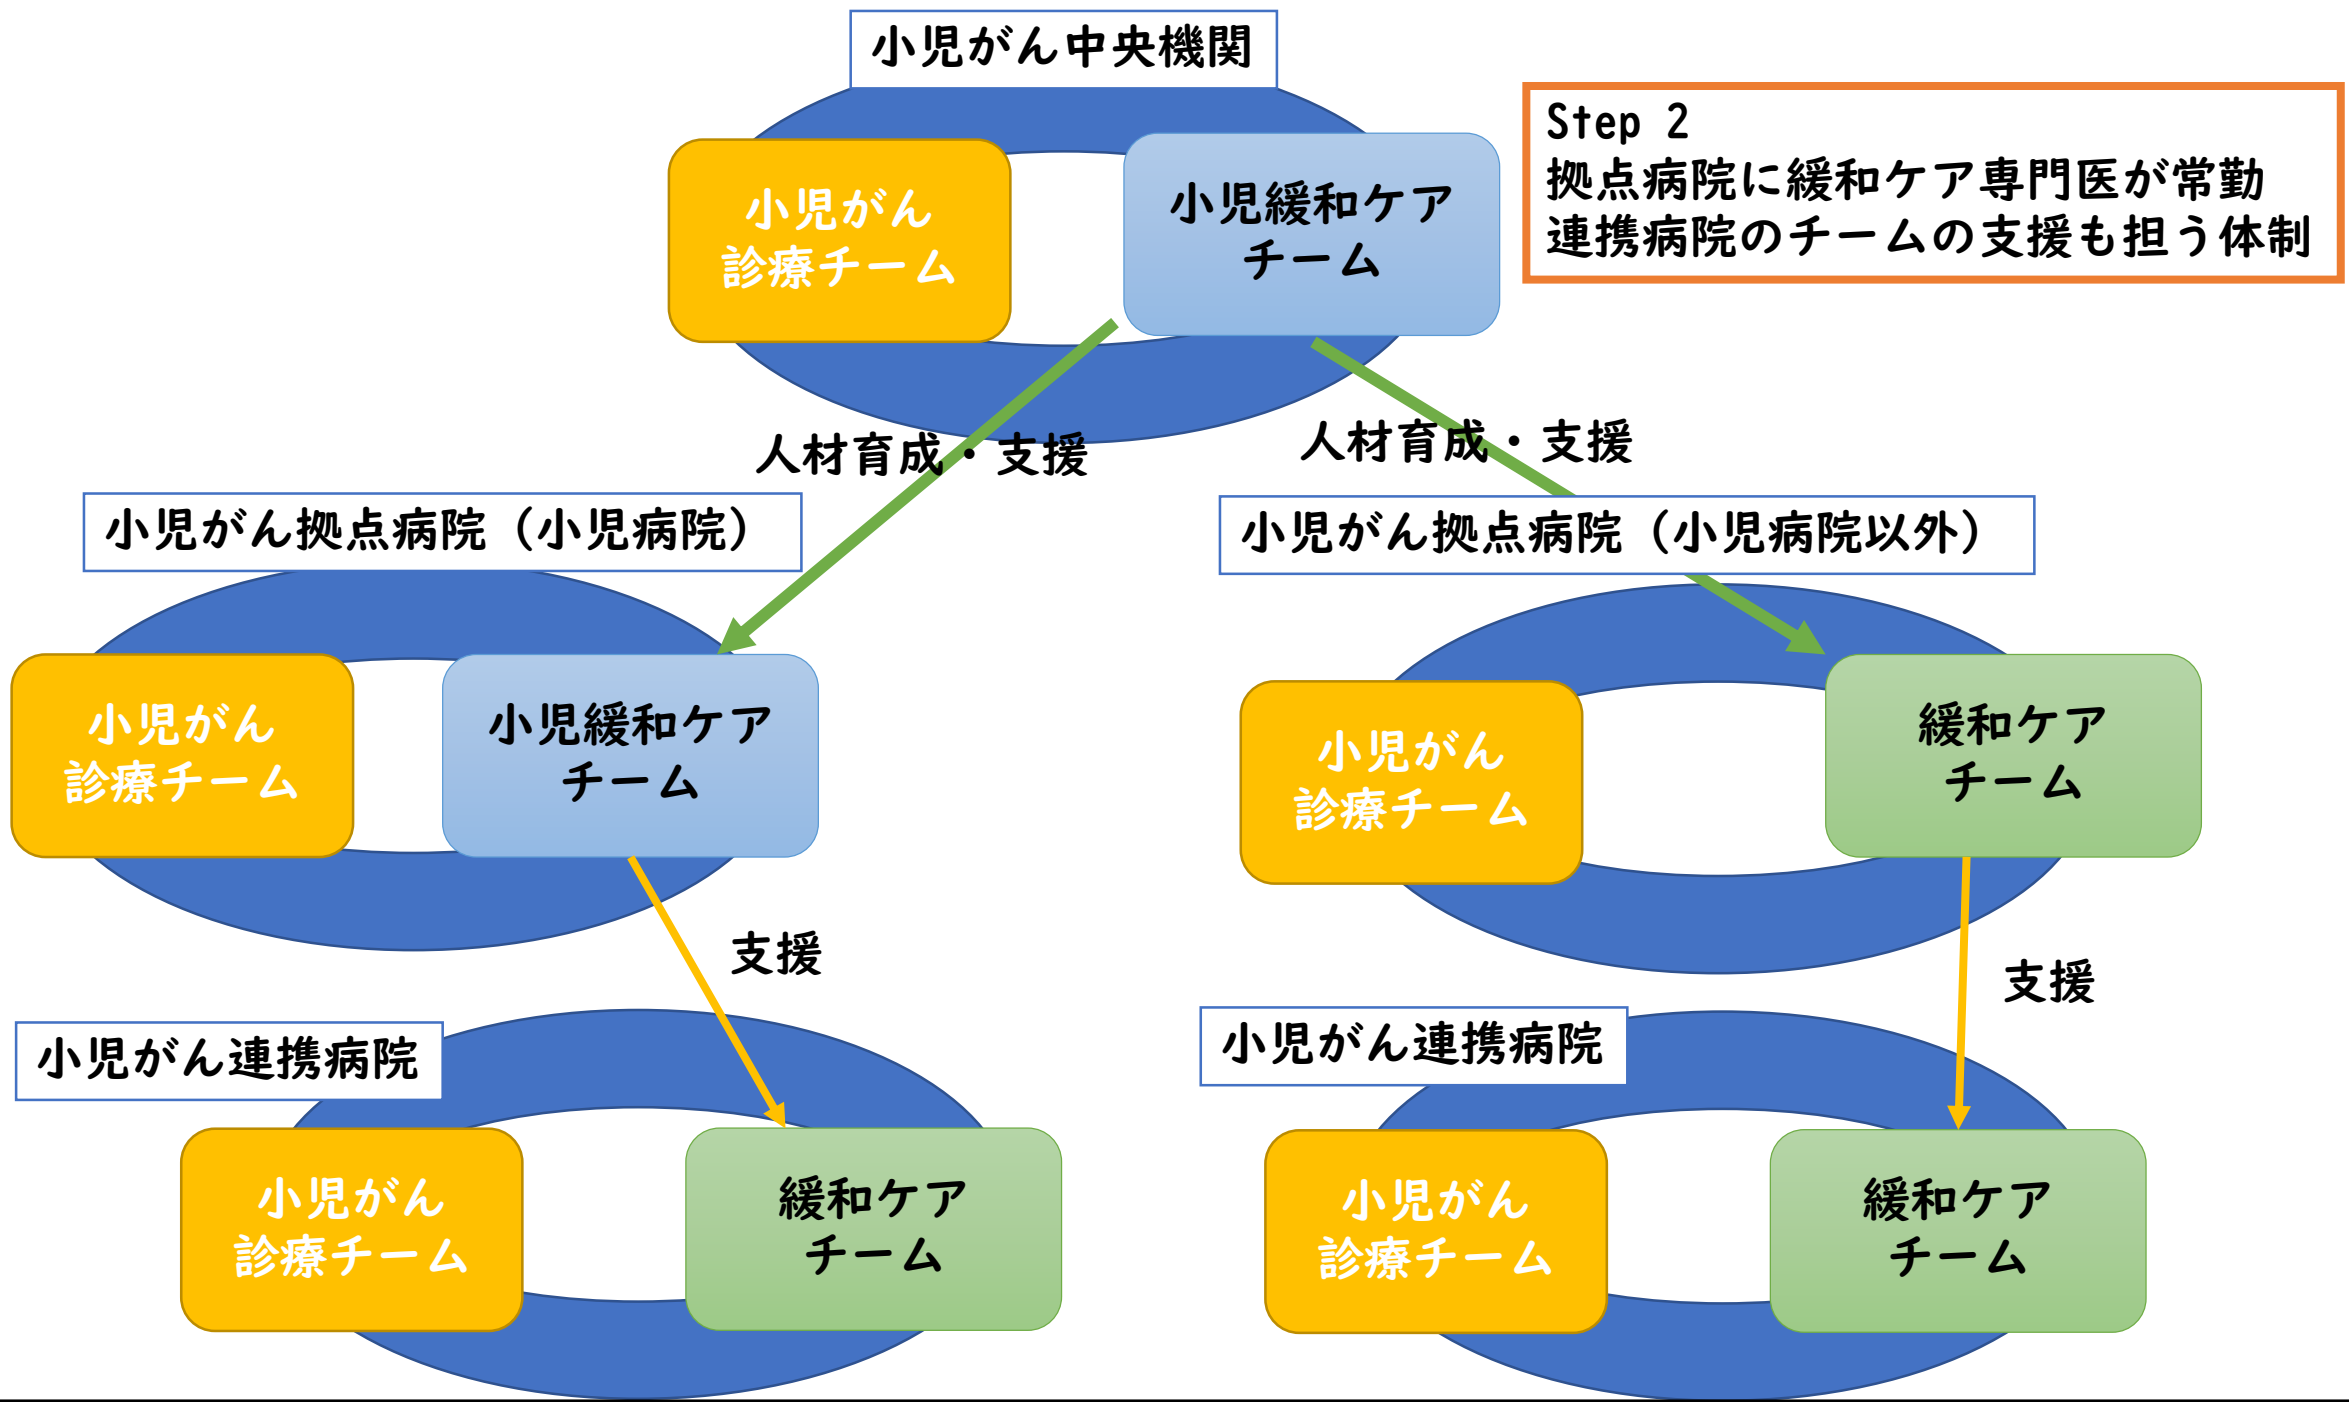 小児がん中央機関
Step 2
拠点病院に緩和ケア専門医が常勤
連携病院のチームの支援も担う体制
小児がん
診療チーム
小児緩和ケア
チーム
人材育成・支援
人材育成・支援
小児がん拠点病院（小児病院）
小児がん拠点病院（小児病院以外）
小児がん
診療チーム
小児緩和ケア
チーム
小児がん
診療チーム
緩和ケア
チーム
支援
支援
小児がん連携病院
小児がん連携病院
小児がん
診療チーム
緩和ケア
チーム
小児がん
診療チーム
緩和ケア
チーム